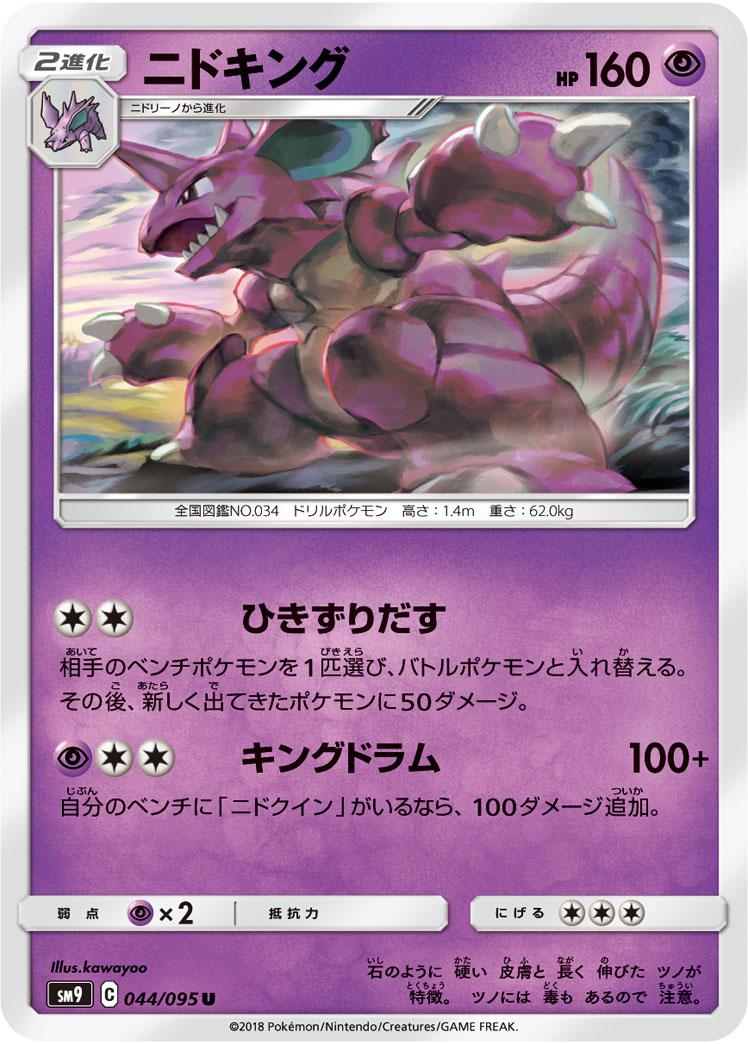 2進化 ニドキング HP 160
ニドリーノから進化
全国図鑑NO.034 ドリルポケモン 高さ：1.4m 重さ：62.0kg
ひきずりだす
相手のベンチポケモンを1匹選び、バトルポケモンと入れ替える。
その後、新しく出てきたポケモンに50ダメージ。
キングドラム 100+
自分のベンチに「ニドクイン」がいるなら、100ダメージ追加。
弱点 ×2 抵抗力 にげる
Illus.kawayoo
石のように 硬い 皮膚と 長く 伸びた ツノが
特徴。 ツノには 毒も あるので 注意。
SM9 C 044/095 U
©2018 Pokémon/Nintendo/Creatures/GAME FREAK.